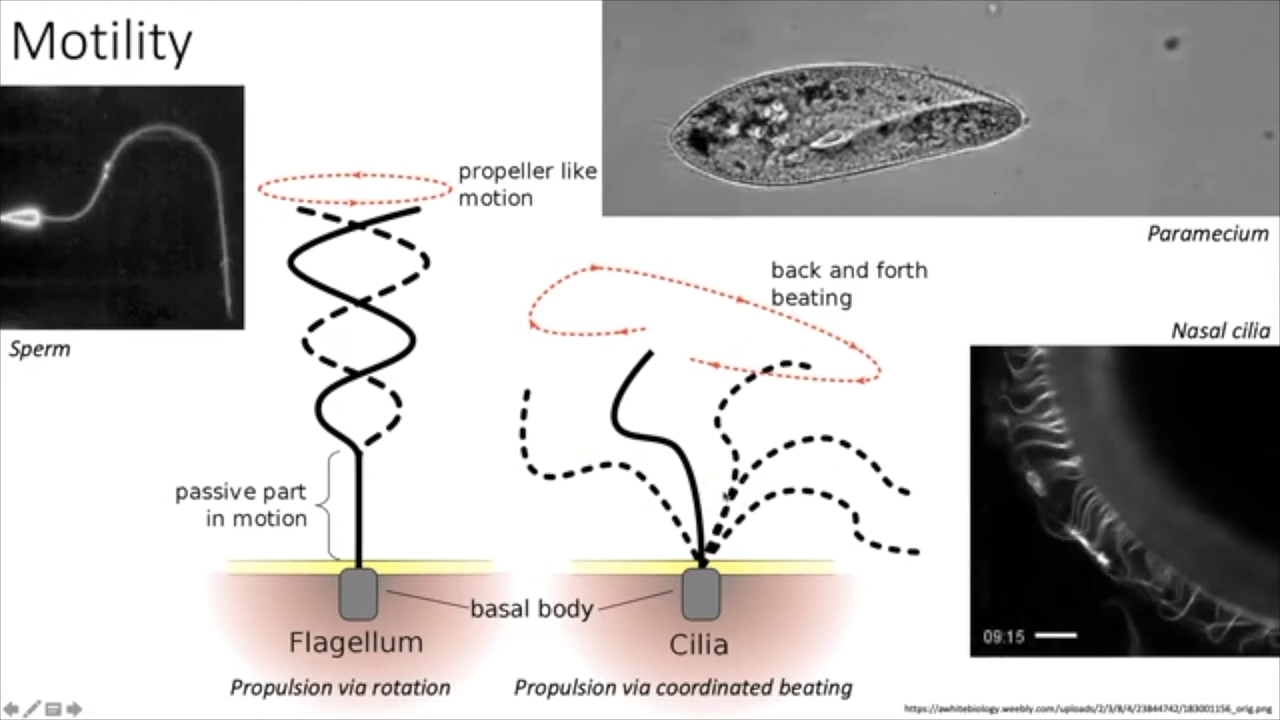 Motility
propeller like
motion
Paramecium
back and forth
beating
Nasal cilia
Sperm
passive part
in motion
basal body
Flagellum
Cilia
09:15
Propulsion via rotation
Propulsion via coordinated beating
https://awhitebiology.weebly.com/uploads/2/3/8/4/23844742/183001156_orig.png